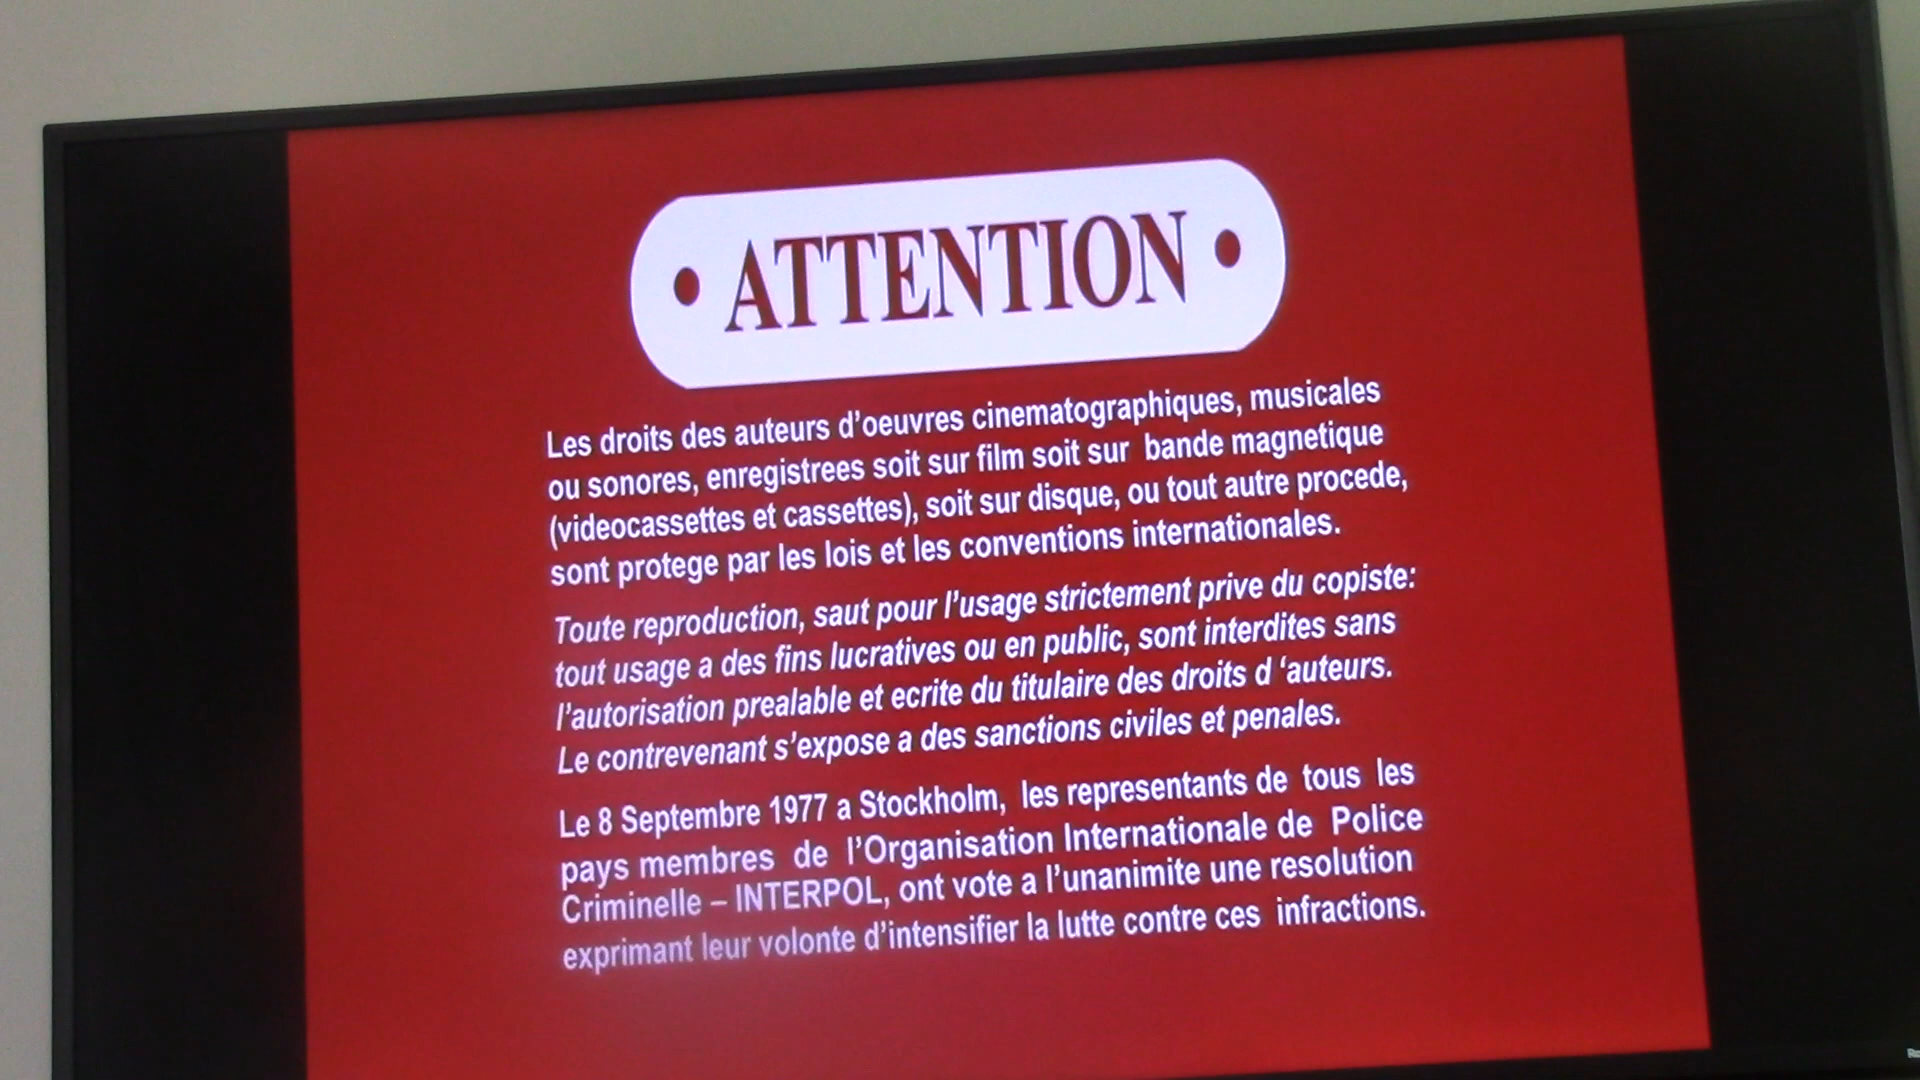 • ATTENTION •
Les droits des auteurs d’oeuvres cinematographiques, musicales
ou sonores, enregistrees soit sur film soit sur bande magnetique
(videocassettes et cassettes), soit sur disque, ou tout autre procede,
sont protege par les lois et les conventions internationales.
Toute reproduction, saut pour l’usage strictement prive du copiste:
tout usage a des fins lucratives ou en public, sont interdites sans
l’autorisation prealable et ecrite du titulaire des droits d ‘auteurs.
Le contrevenant s’expose a des sanctions civiles et penales.
Le 8 Septembre 1977 a Stockholm, les representants de tous les
pays membres de l’Organisation Internationale de Police
Criminelle – INTERPOL, ont vote a l’unanimite une resolution
exprimant leur volonte d’intensifier la lutte contre ces infractions.